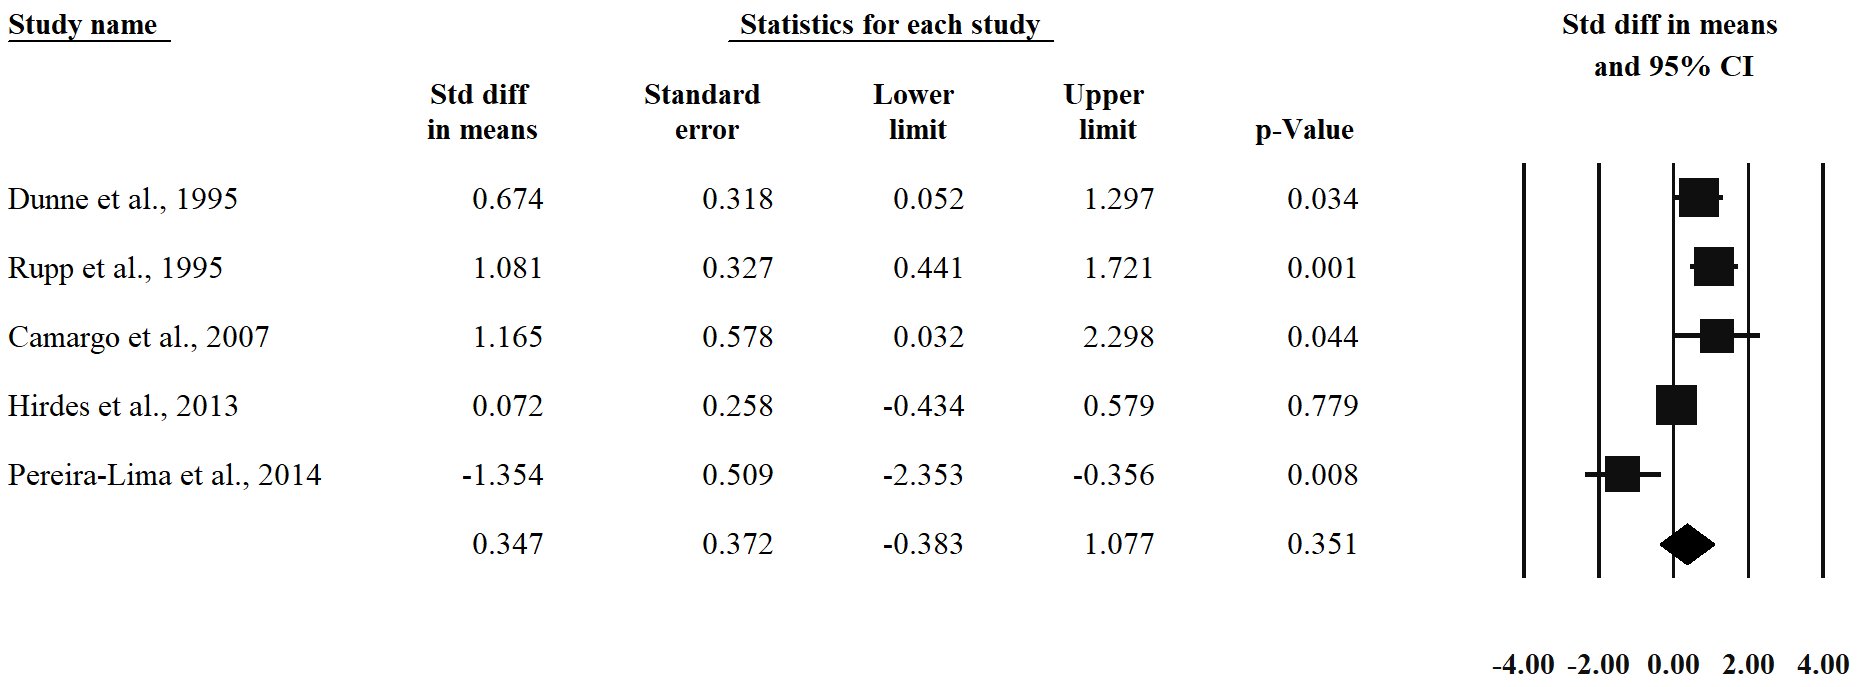 Study name Statistics for each study Std diff in means
and 95% CI
Std diff Standard Lower Upper
in means error limit limit p-Value
Dunne et al., 1995 0.674 0.318 0.052 1.297 0.034
Rupp et al., 1995 1.081 0.327 0.441 1.721 0.001
Camargo et al., 2007 1.165 0.578 0.032 2.298 0.044
Hirdes et al., 2013 0.072 0.258 -0.434 0.579 0.779
Pereira-Lima et al., 2014 -1.354 0.509 -2.353 -0.356 0.008
0.347 0.372 -0.383 1.077 0.351
-4.00 -2.00 0.00 2.00 4.00